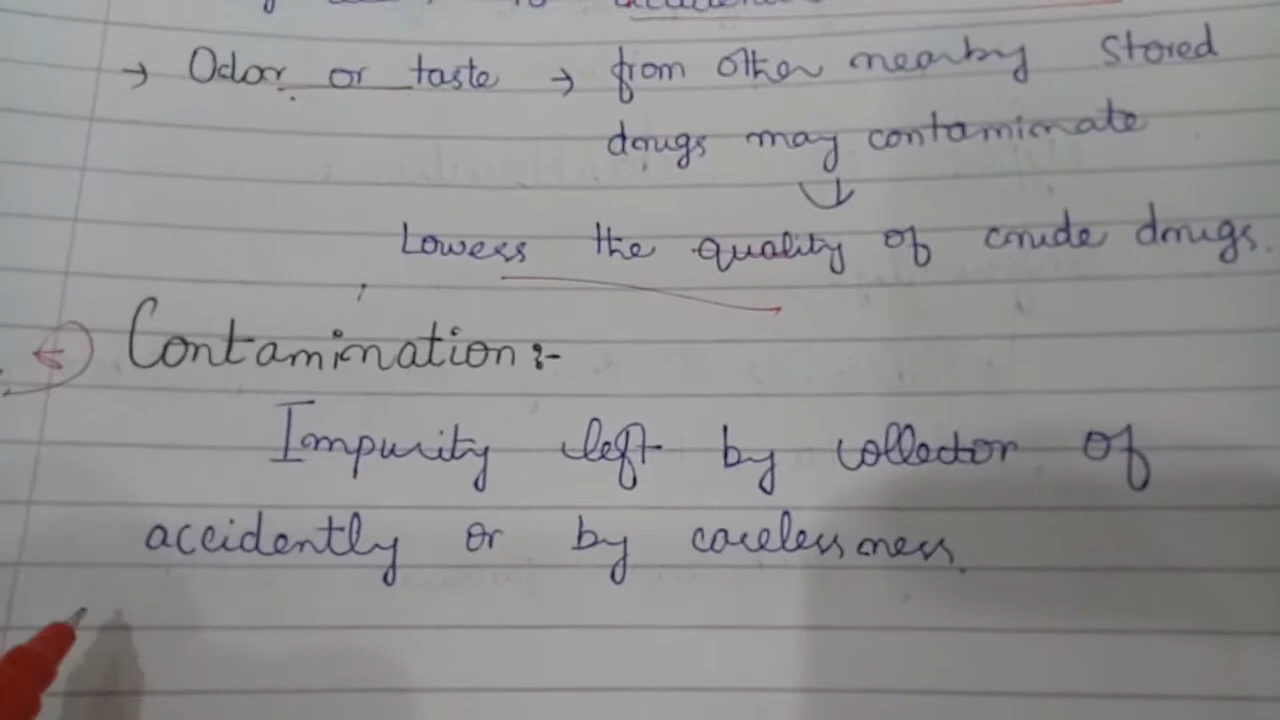 → Odor or taste → from other nearby stored
drugs may contaminate
↓
Lowess the quality of crude drugs.
Contamination:-
Impurity left by collector of
accidently or by carelessness.